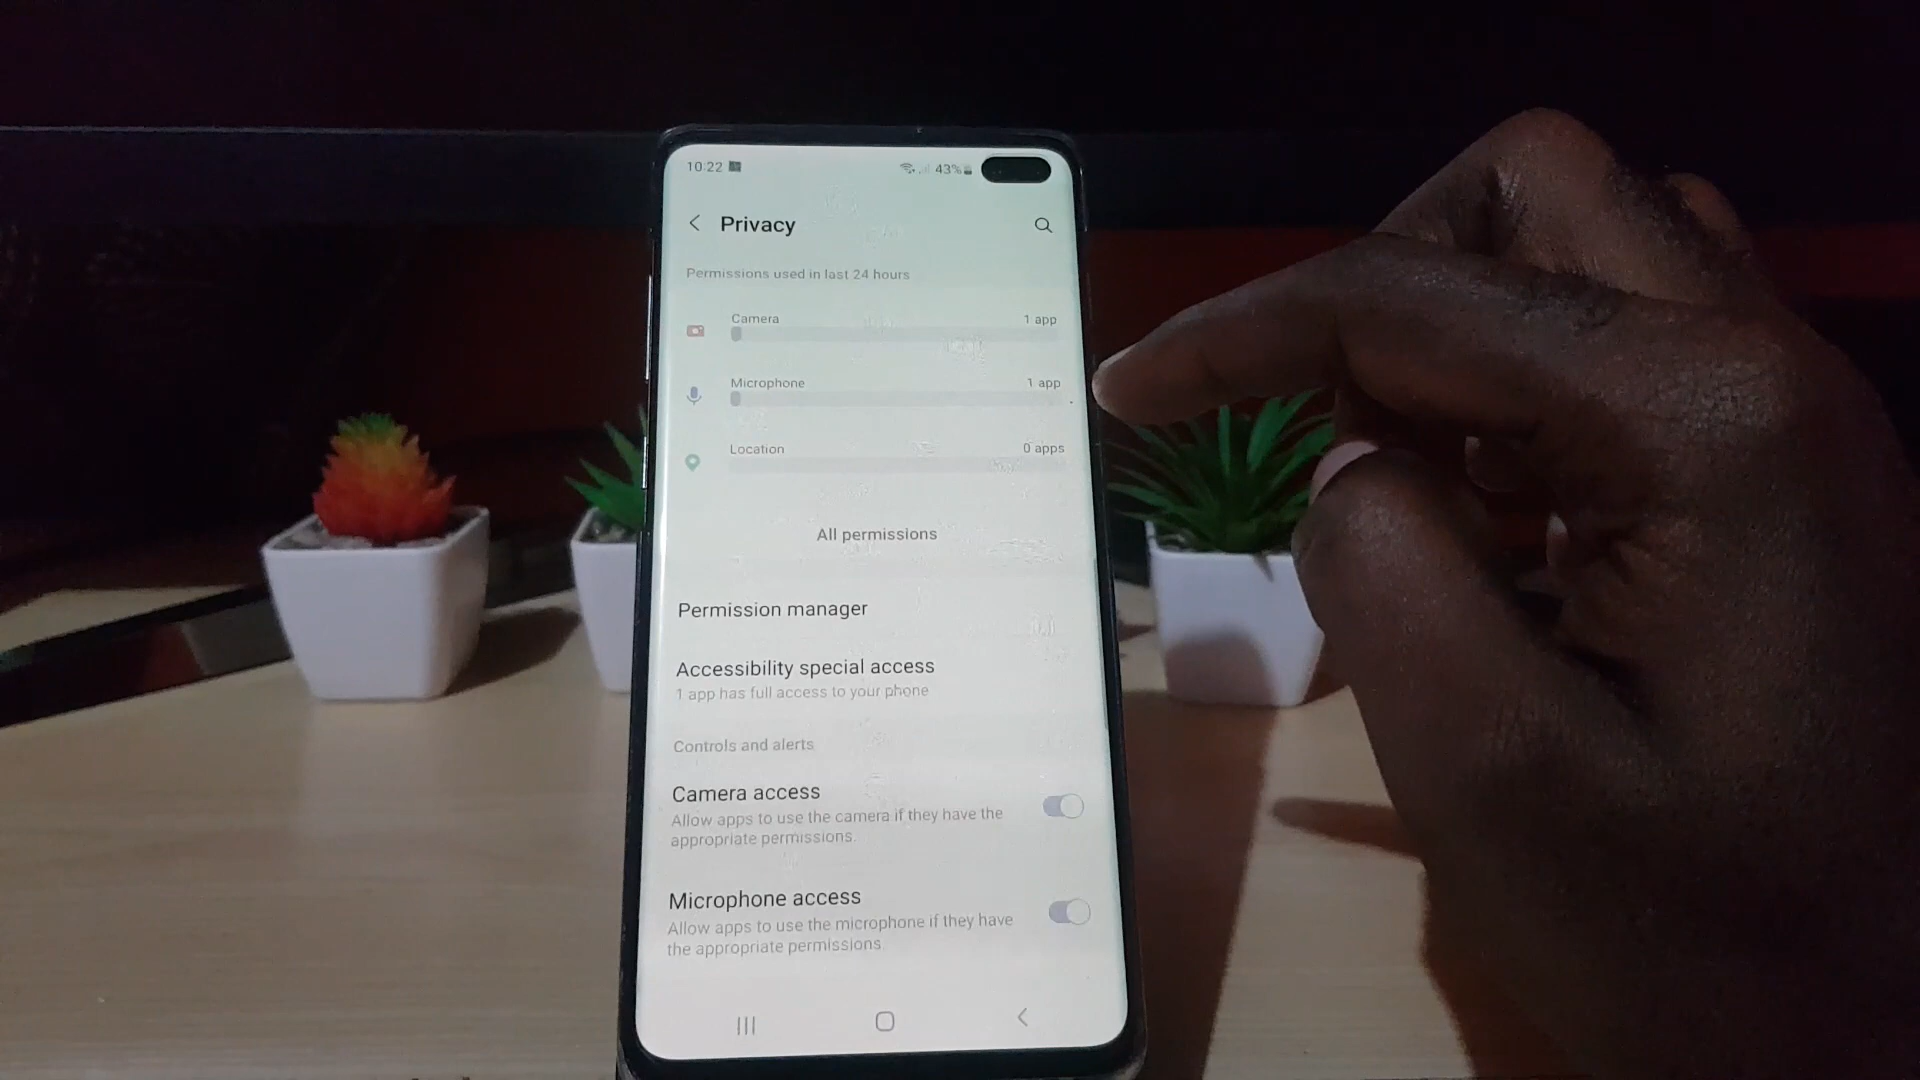 10:22
43%
Privacy
Permissions used in last 24 hours
Camera 1 app
Microphone 1 app
Location 0 apps
All permissions
Permission manager
Accessibility special access
1 app has full access to your phone
Controls and alerts
Camera access
Allow apps to use the camera if they have the
appropriate permissions.
Microphone access
Allow apps to use the microphone if they have
the appropriate permissions.